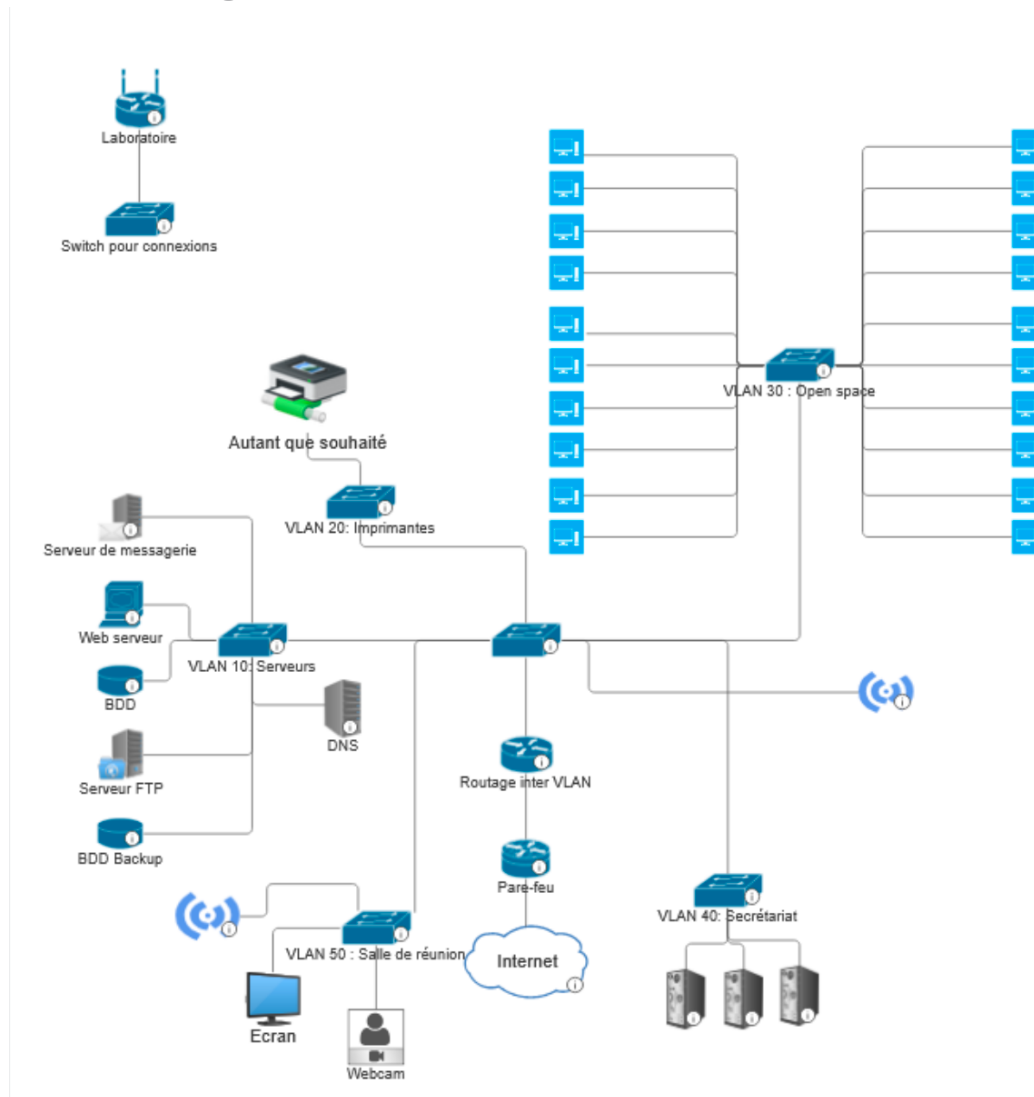 Laboratoire
Switch pour connexions
VLAN 30 : Open space
Autant que souhaité
VLAN 20: Imprimantes
Serveur de messagerie
Web serveur
VLAN 10: Serveurs
BDD
DNS
Serveur FTP
Routage inter VLAN
BDD Backup
Pare-feu
VLAN 40: Secrétariat
VLAN 50 : Salle de réunion
Internet
Ecran
Webcam